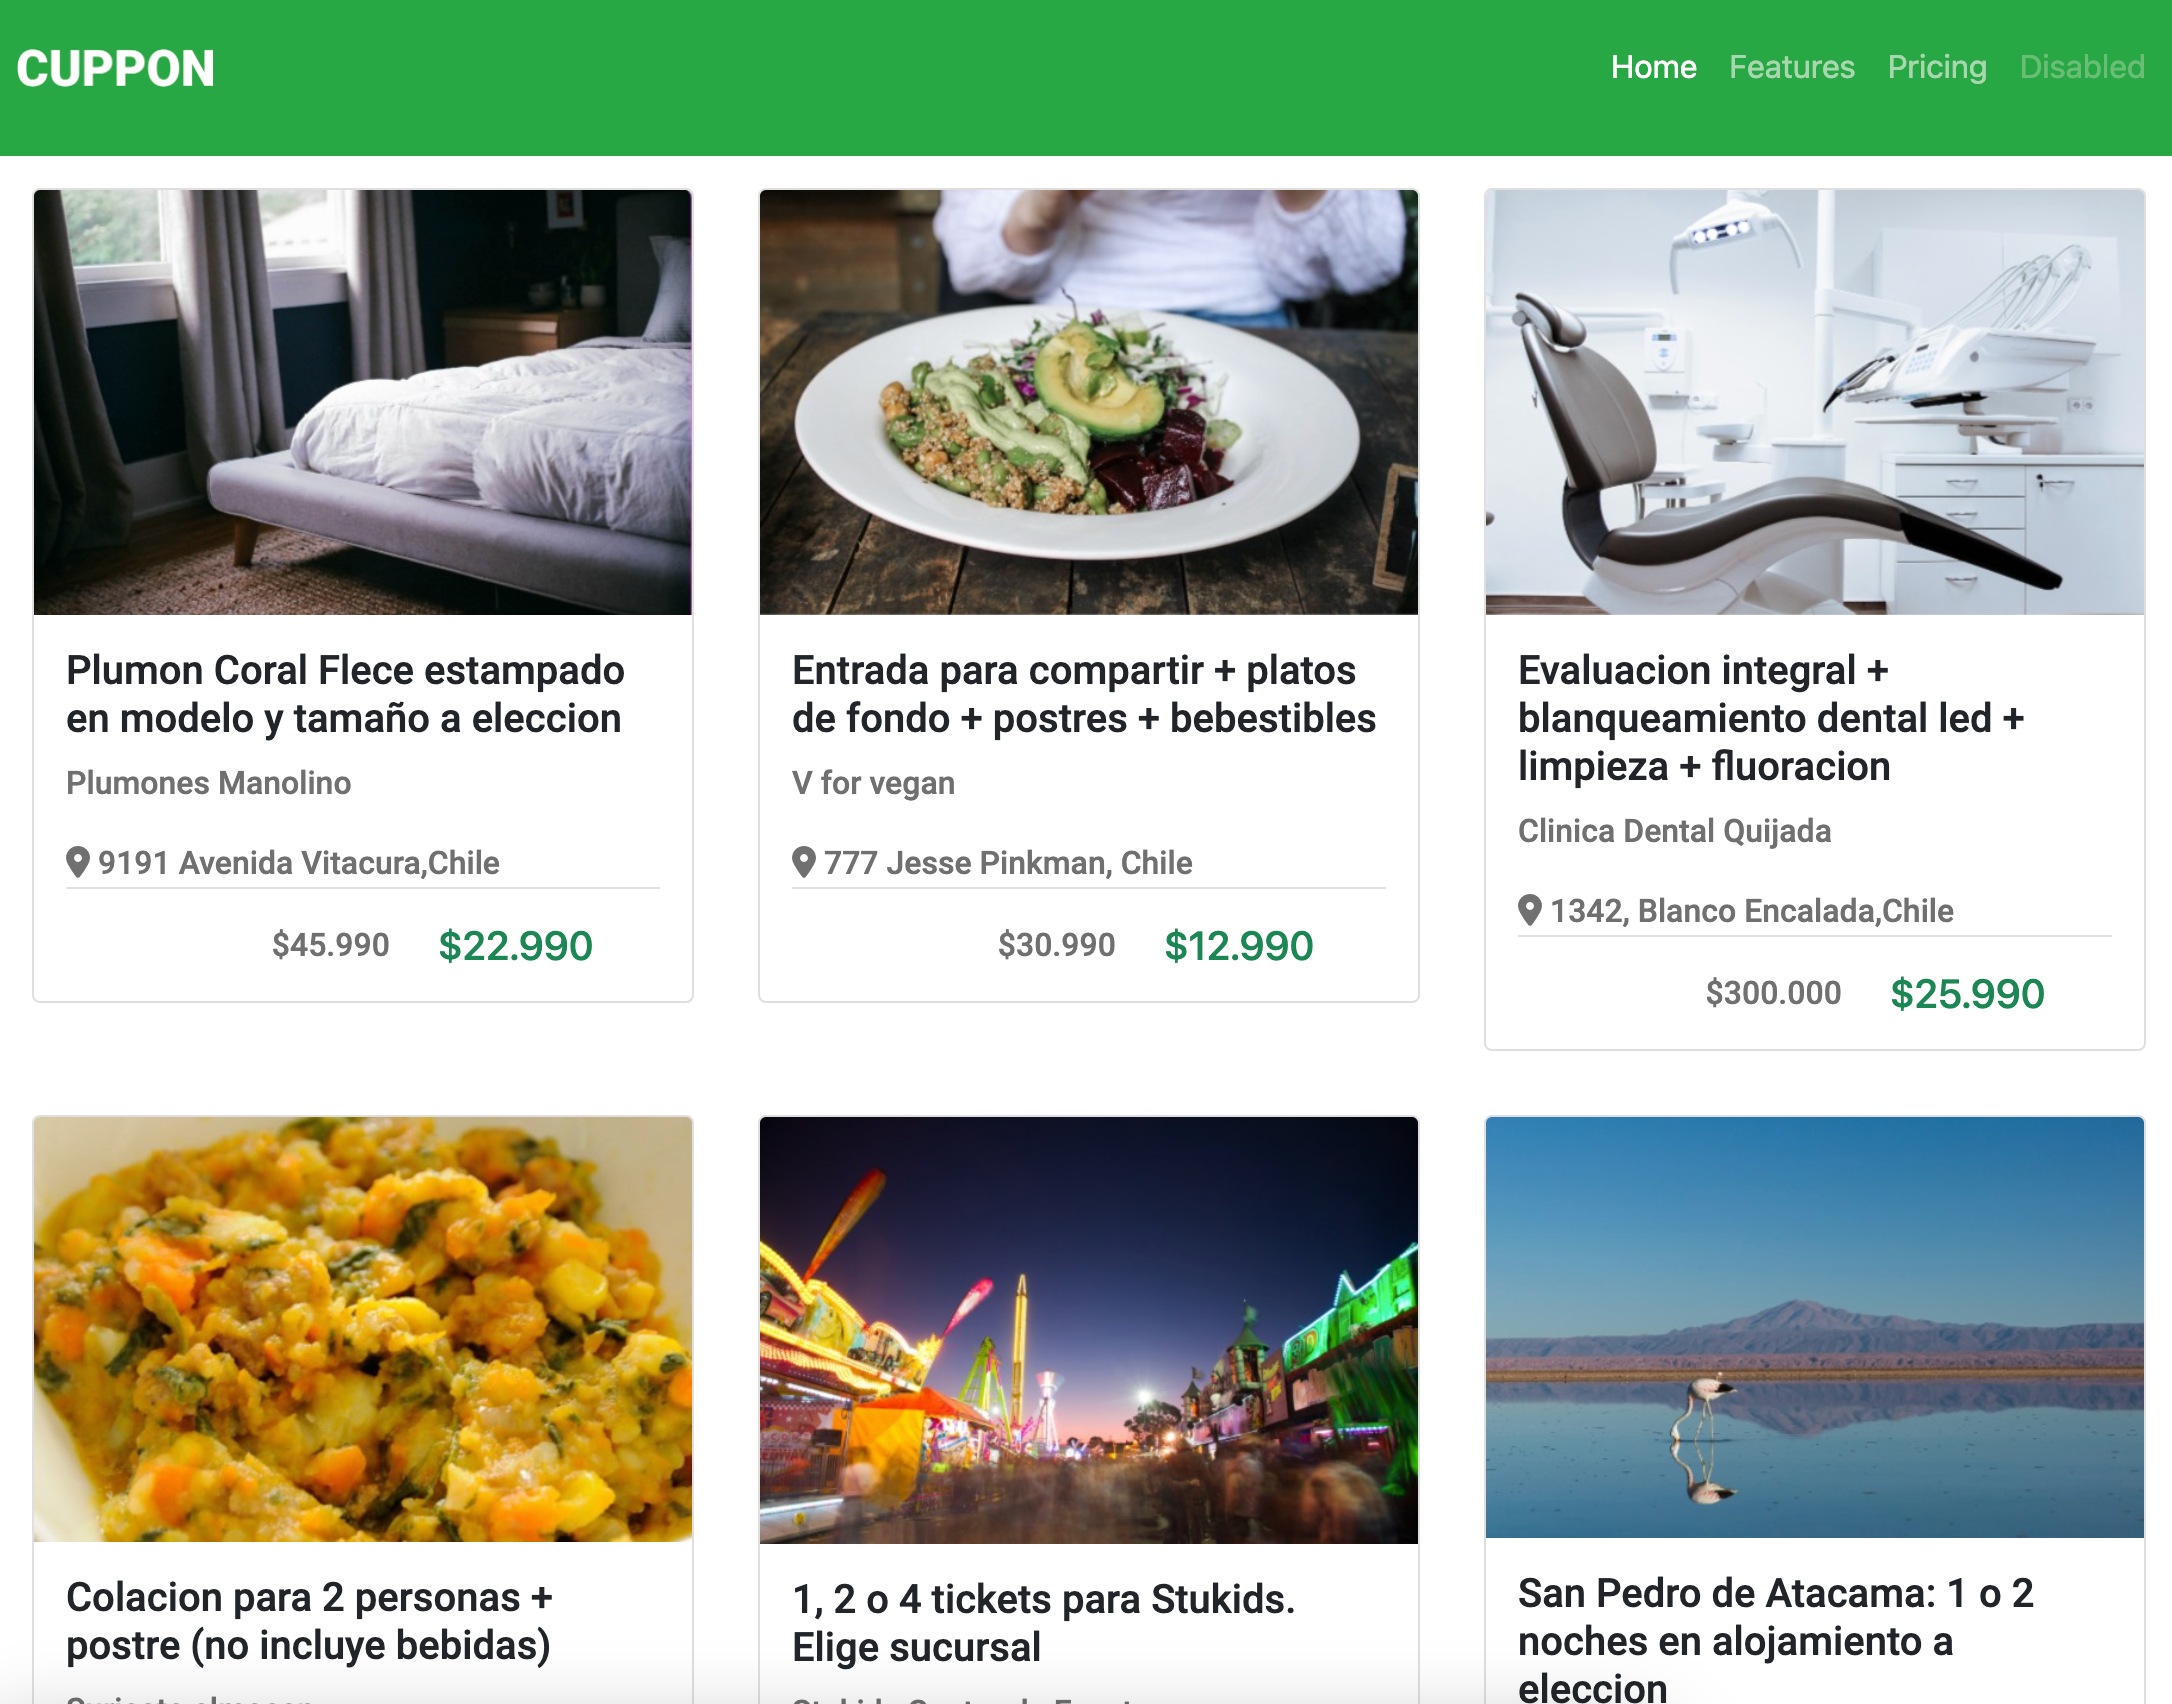 CUPPON
Home Features Pricing Disabled
Plumon Coral Flece estampado
en modelo y tamaño a eleccion
Plumones Manolino
9191 Avenida Vitacura,Chile
$45.990 $22.990
Entrada para compartir + platos
de fondo + postres + bebestibles
V for vegan
777 Jesse Pinkman, Chile
$30.990 $12.990
Evaluacion integral +
blanqueamiento dental led +
limpieza + fluoracion
Clinica Dental Quijada
1342, Blanco Encalada,Chile
$300.000 $25.990
Colacion para 2 personas +
postre (no incluye bebidas)
1, 2 o 4 tickets para Stukids.
Elige sucursal
San Pedro de Atacama: 1 o 2
noches en alojamiento a
eleccion